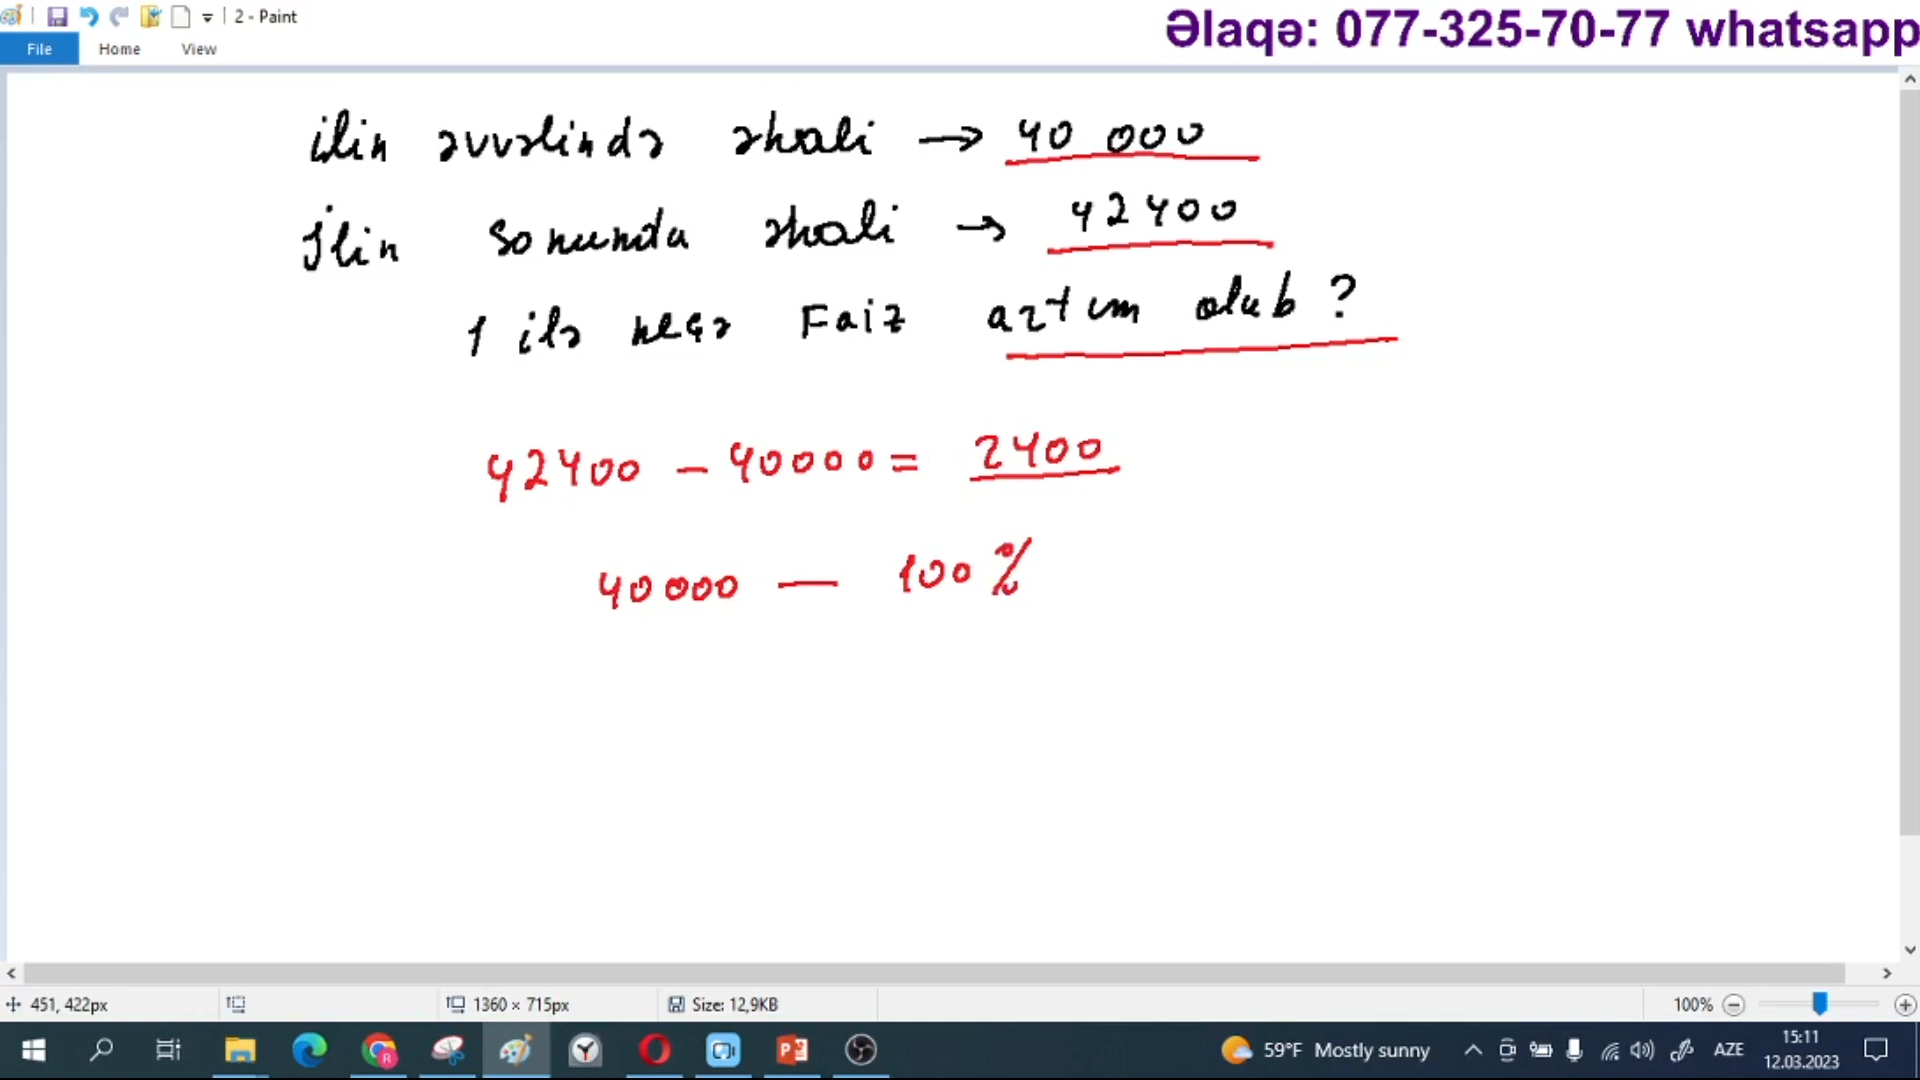 2 - Paint
Əlaqə: 077-325-70-77 whatsapp
File Home View
ilin əvvəlində əhali → 40 000
İlin sonunda əhali → 42400
1 ilə neçə Faiz artım olub ?
42400 - 40000 = 2400
40000 — 100 %
451, 422px 1360 × 715px Size: 12,9KB 100%
59°F Mostly sunny AZE 15:11
12.03.2023